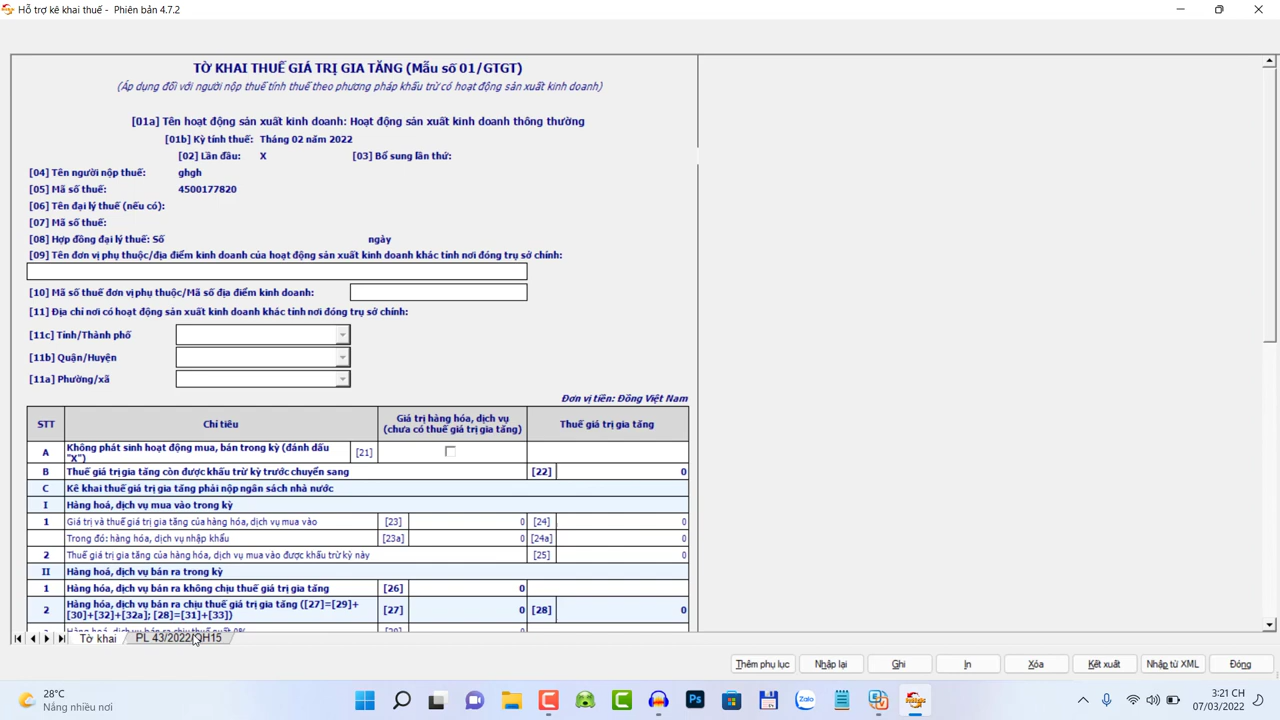 Hỗ trợ kê khai thuế - Phiên bản 4.7.2
TỜ KHAI THUẾ GIÁ TRỊ GIA TĂNG (Mẫu số 01/GTGT)
(Áp dụng đối với người nộp thuế tính thuế theo phương pháp khấu trừ có hoạt động sản xuất kinh doanh)
[01a] Tên hoạt động sản xuất kinh doanh: Hoạt động sản xuất kinh doanh thông thường
[01b] Kỳ tính thuế: Tháng 02 năm 2022
[02] Lần đầu: X [03] Bổ sung lần thứ:
[04] Tên người nộp thuế: ghgh
[05] Mã số thuế: 4500177820
[06] Tên đại lý thuế (nếu có):
[07] Mã số thuế:
[08] Hợp đồng đại lý thuế: Số ngày
[09] Tên đơn vị phụ thuộc/địa điểm kinh doanh của hoạt động sản xuất kinh doanh khác tỉnh nơi đóng trụ sở chính:
[10] Mã số thuế đơn vị phụ thuộc/Mã số địa điểm kinh doanh:
[11] Địa chỉ nơi có hoạt động sản xuất kinh doanh khác tỉnh nơi đóng trụ sở chính:
[11c] Tỉnh/Thành phố
[11b] Quận/Huyện
[11a] Phường/xã
Đơn vị tiền: Đồng Việt Nam
STT Chỉ tiêu Giá trị hàng hóa, dịch vụ (chưa có thuế giá trị gia tăng) Thuế giá trị gia tăng
A Không phát sinh hoạt động mua, bán trong kỳ (đánh dấu "X") [21]
B Thuế giá trị gia tăng còn được khấu trừ kỳ trước chuyển sang [22] 0
C Kê khai thuế giá trị gia tăng phải nộp ngân sách nhà nước
I Hàng hoá, dịch vụ mua vào trong kỳ
1 Giá trị và thuế giá trị gia tăng của hàng hóa, dịch vụ mua vào [23] 0 [24] 0
Trong đó: hàng hóa, dịch vụ nhập khẩu [23a] 0 [24a] 0
2 Thuế giá trị gia tăng của hàng hóa, dịch vụ mua vào được khấu trừ kỳ này [25] 0
II Hàng hoá, dịch vụ bán ra trong kỳ
1 Hàng hóa, dịch vụ bán ra không chịu thuế giá trị gia tăng [26] 0
2 Hàng hóa, dịch vụ bán ra chịu thuế giá trị gia tăng ([27]=[29]+[30]+[32]+[32a]; [28]=[31]+[33]) [27] 0 [28] 0
Tờ khai PL 43/2022/QH15
Thêm phụ lục Nhập lại Ghi In Xóa Kết xuất Nhập từ XML Đóng
28°C
Nắng nhiều nơi
3:21 CH
07/03/2022